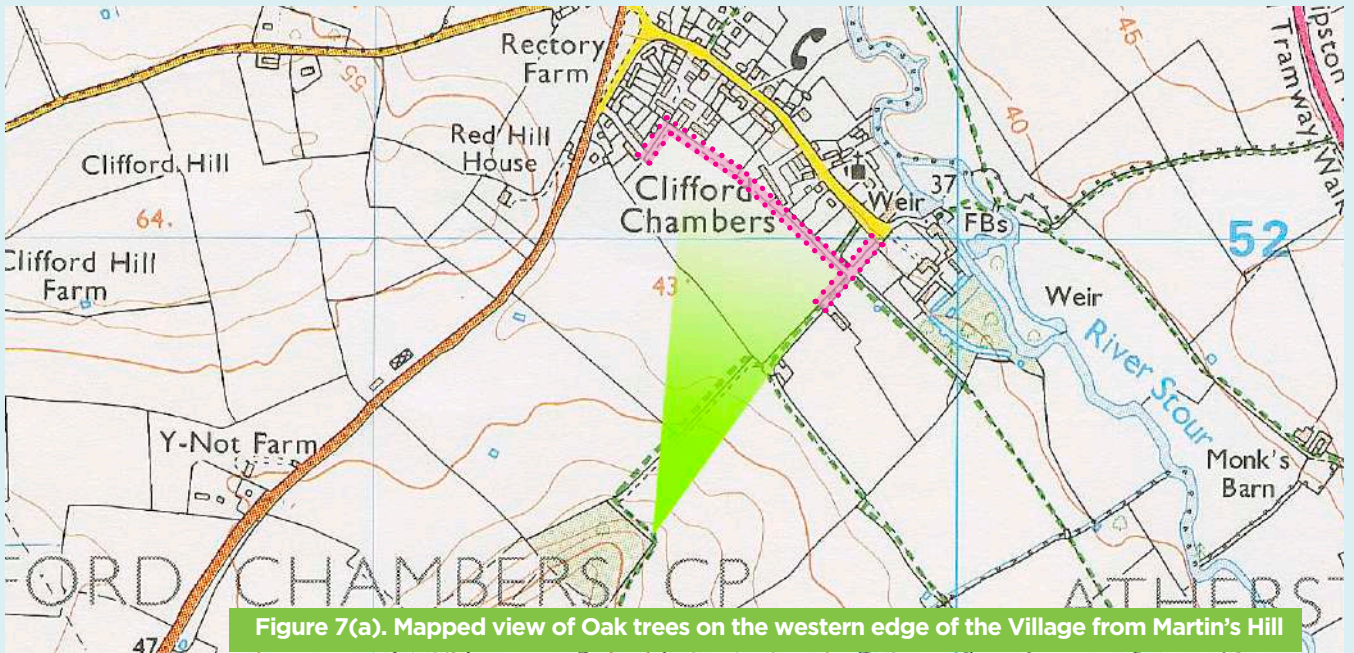 Rectory
Farm
45
ipston
Tramway
Walk
55
40
Red Hill
House
Clifford Hill
Clifford
Chambers
Weir
37
FBs
64.
52
Clifford Hill
Farm
43
Weir
River Stour
Y-Not Farm
Monk's
Barn
FORD CHAMBERS CP
ATHERST
47
Figure 7(a). Mapped view of Oak trees on the western edge of the Village from Martin's Hill